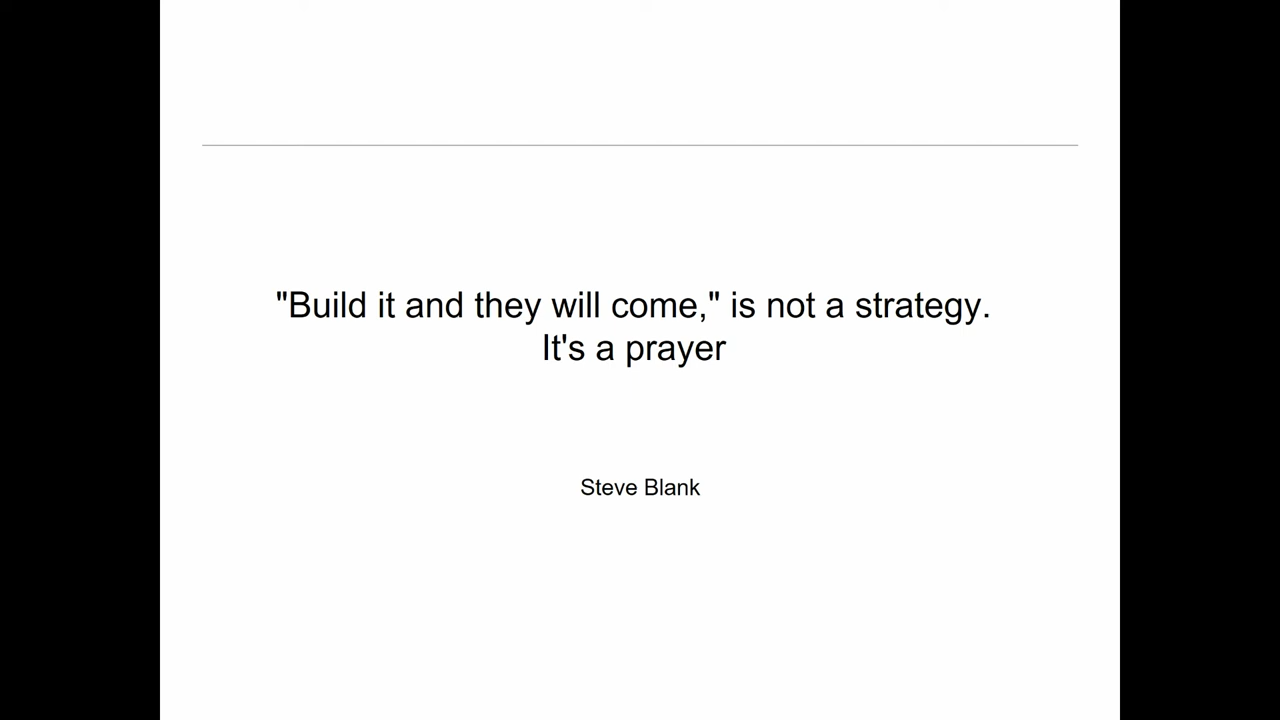 "Build it and they will come," is not a strategy.
It's a prayer
Steve Blank